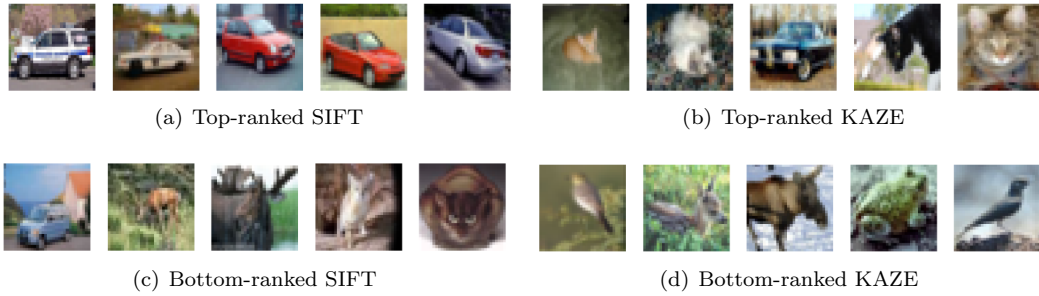 (a) Top-ranked SIFT
(b) Top-ranked KAZE
(c) Bottom-ranked SIFT
(d) Bottom-ranked KAZE